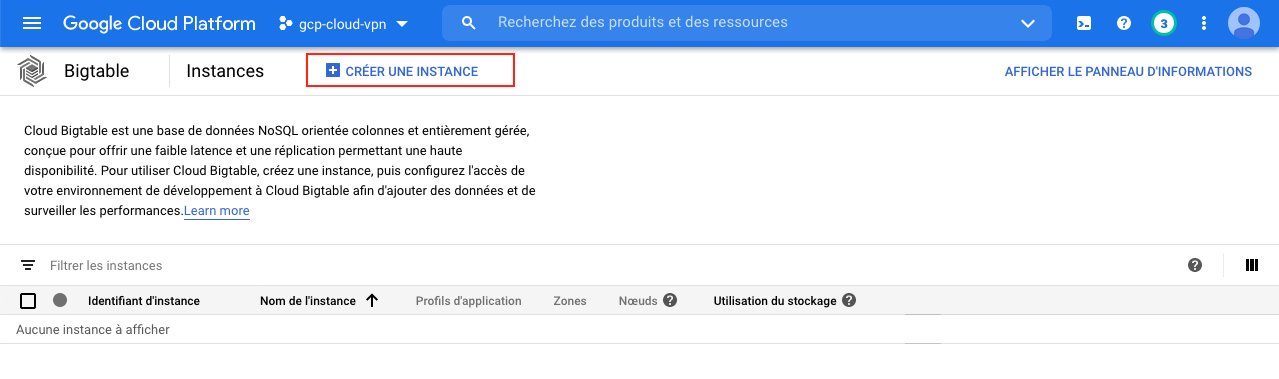 Google Cloud Platform gcp-cloud-vpn Recherchez des produits et des ressources 3
Bigtable Instances CRÉER UNE INSTANCE AFFICHER LE PANNEAU D'INFORMATIONS
Cloud Bigtable est une base de données NoSQL orientée colonnes et entièrement gérée,
conçue pour offrir une faible latence et une réplication permettant une haute
disponibilité. Pour utiliser Cloud Bigtable, créez une instance, puis configurez l'accès de
votre environnement de développement à Cloud Bigtable afin d'ajouter des données et de
surveiller les performances.Learn more
Filtrer les instances
Identifiant d'instance Nom de l'instance Profils d'application Zones Nœuds Utilisation du stockage
Aucune instance à afficher